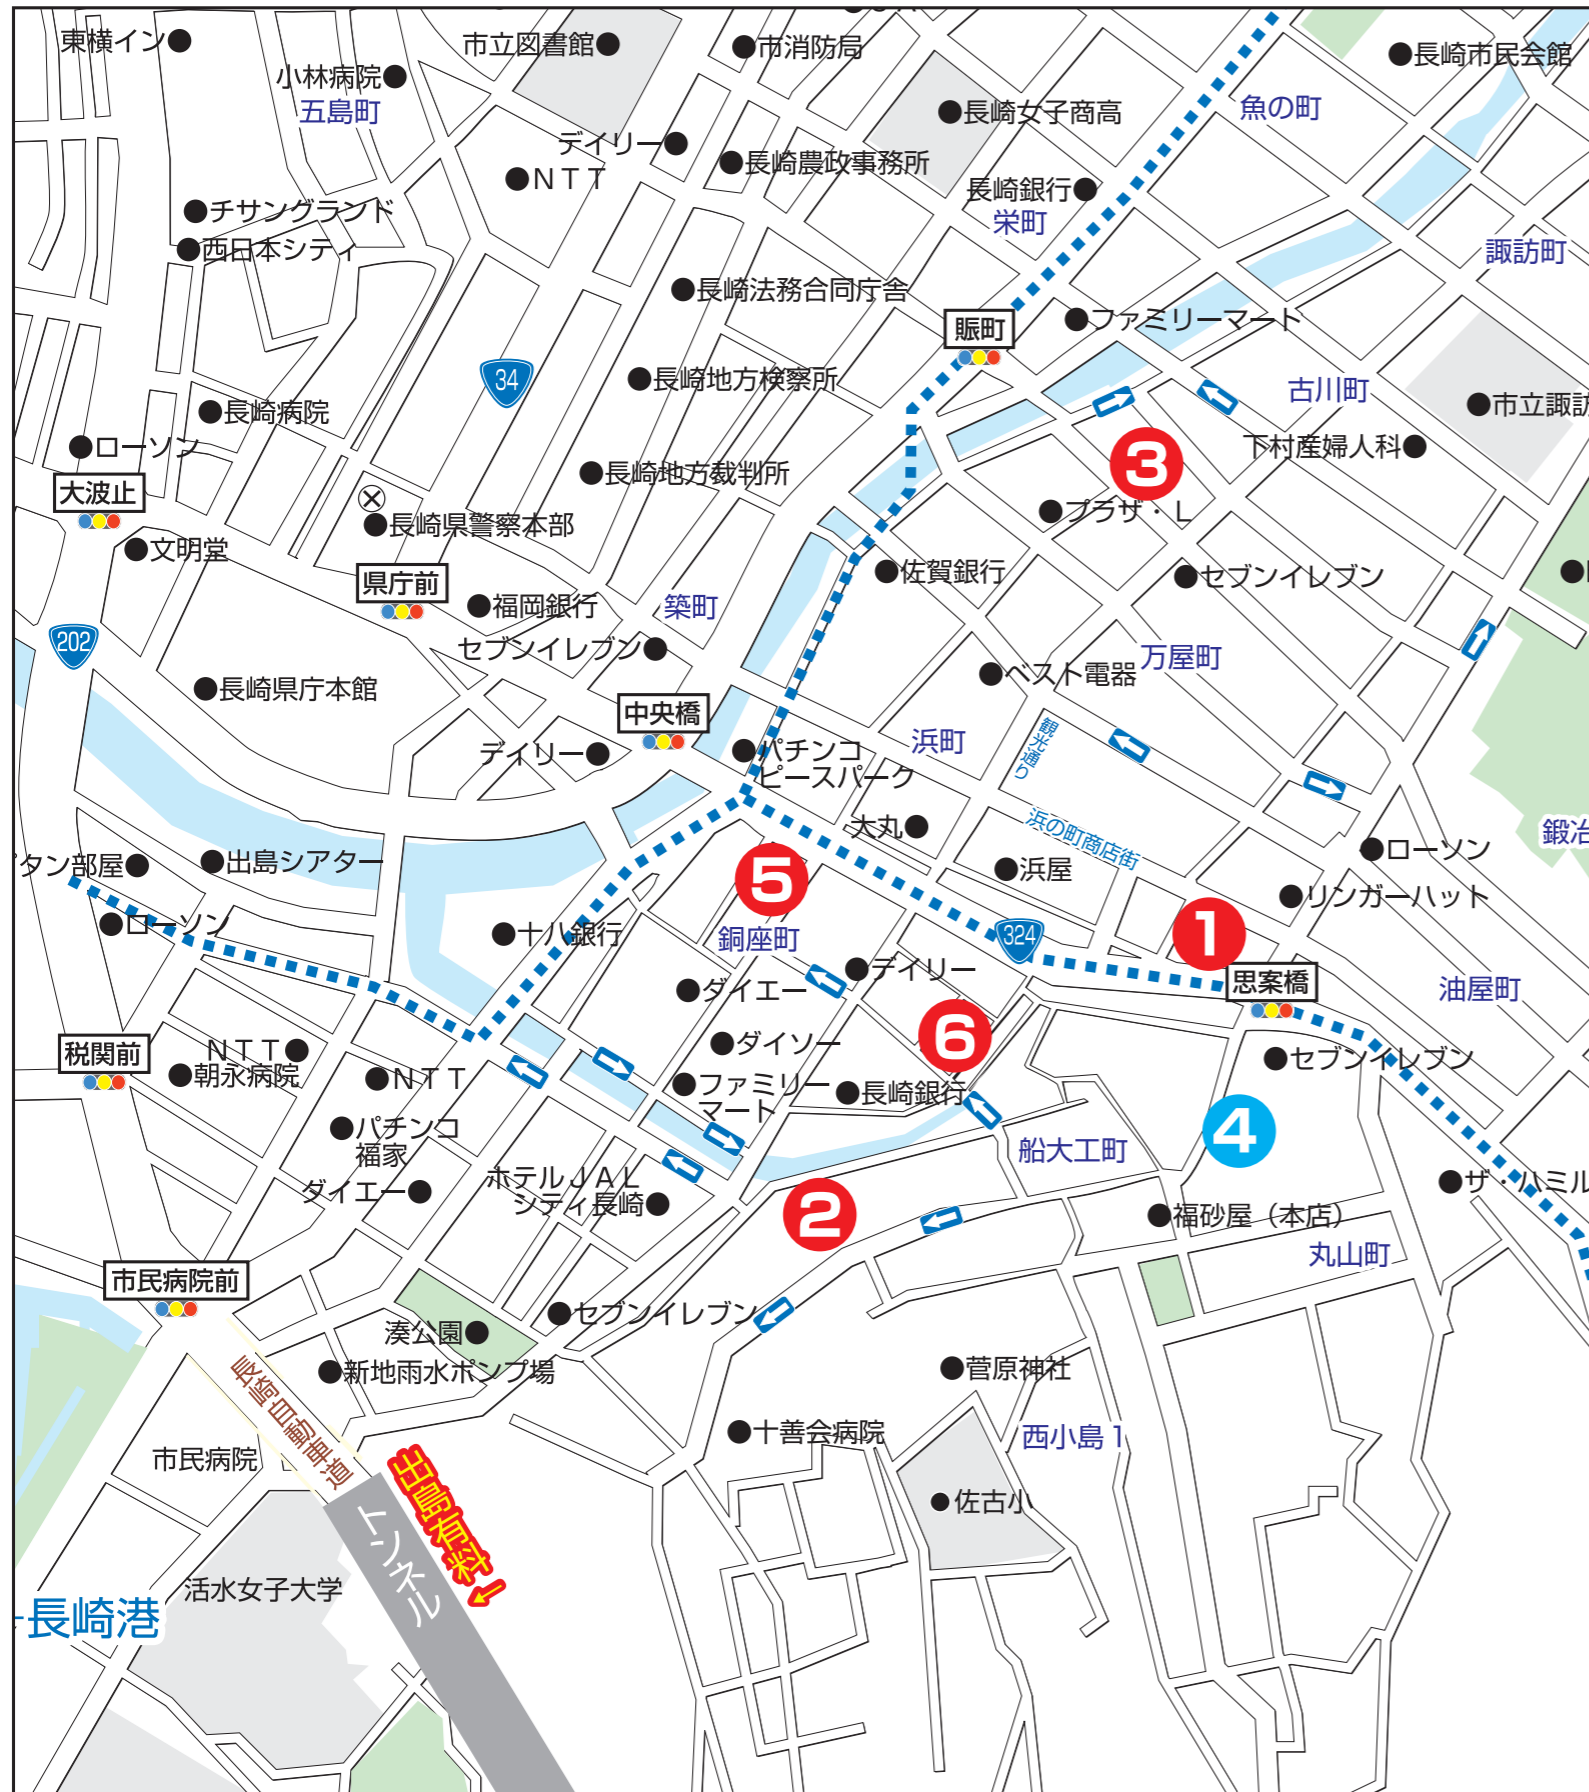 東横イン
市立図書館
市消防局
長崎市民会館
小林病院
五島町
長崎女子商高
魚の町
デイリー
長崎農政事務所
NTT
長崎銀行
栄町
チサングランド
西日本シティ
諏訪町
長崎法務合同庁舎
賑町
ファミリーマート
34
長崎地方検察所
古川町
市立諏訪
長崎病院
ローソン
下村産婦人科
3
長崎地方裁判所
大波止
プラザ・L
長崎県警察本部
文明堂
県庁前
佐賀銀行
セブンイレブン
福岡銀行
築町
202
セブンイレブン
万屋町
長崎県庁本館
ベスト電器
中央橋
浜町
観光通り
デイリー
パチンコ
ピースパーク
大丸
浜の町商店街
鍛冶
ローソン
タン部屋
出島シアター
5
浜屋
リンガーハット
ローソン
十八銀行
銅座町
324
1
デイリー
思案橋
油屋町
ダイエー
6
税関前
NTT
朝永病院
NTT
ダイソー
セブンイレブン
ファミリー
マート
長崎銀行
パチンコ
福家
4
船大工町
ダイエー
ホテルJAL
シティ長崎
2
ザ・ハミル
福砂屋(本店)
丸山町
市民病院前
セブンイレブン
湊公園
新地雨水ポンプ場
菅原神社
長崎自動車道
十善会病院
西小島1
市民病院
出島有料
佐古小
トンネル
活水女子大学
長崎港